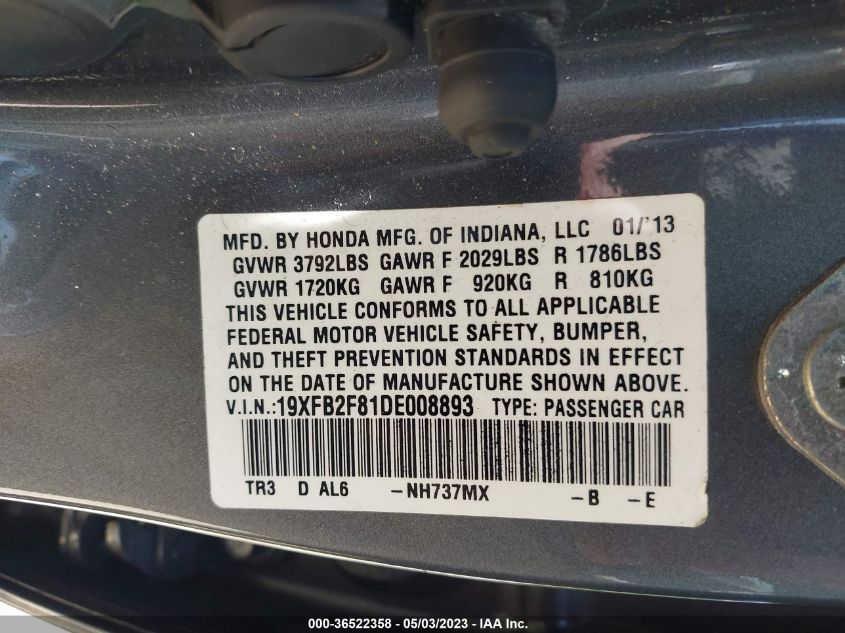 MFD. BY HONDA MFG. OF INDIANA, LLC 01/'13
GVWR 3792LBS GAWR F 2029LBS R 1786LBS
GVWR 1720KG GAWR F 920KG R 810KG
THIS VEHICLE CONFORMS TO ALL APPLICABLE
FEDERAL MOTOR VEHICLE SAFETY, BUMPER,
AND THEFT PREVENTION STANDARDS IN EFFECT
ON THE DATE OF MANUFACTURE SHOWN ABOVE.
V.I.N.:19XFB2F81DE008893 TYPE: PASSENGER CAR
TR3 D AL6 -NH737MX -B -E
000-36522358 - 05/03/2023 - IAA Inc.